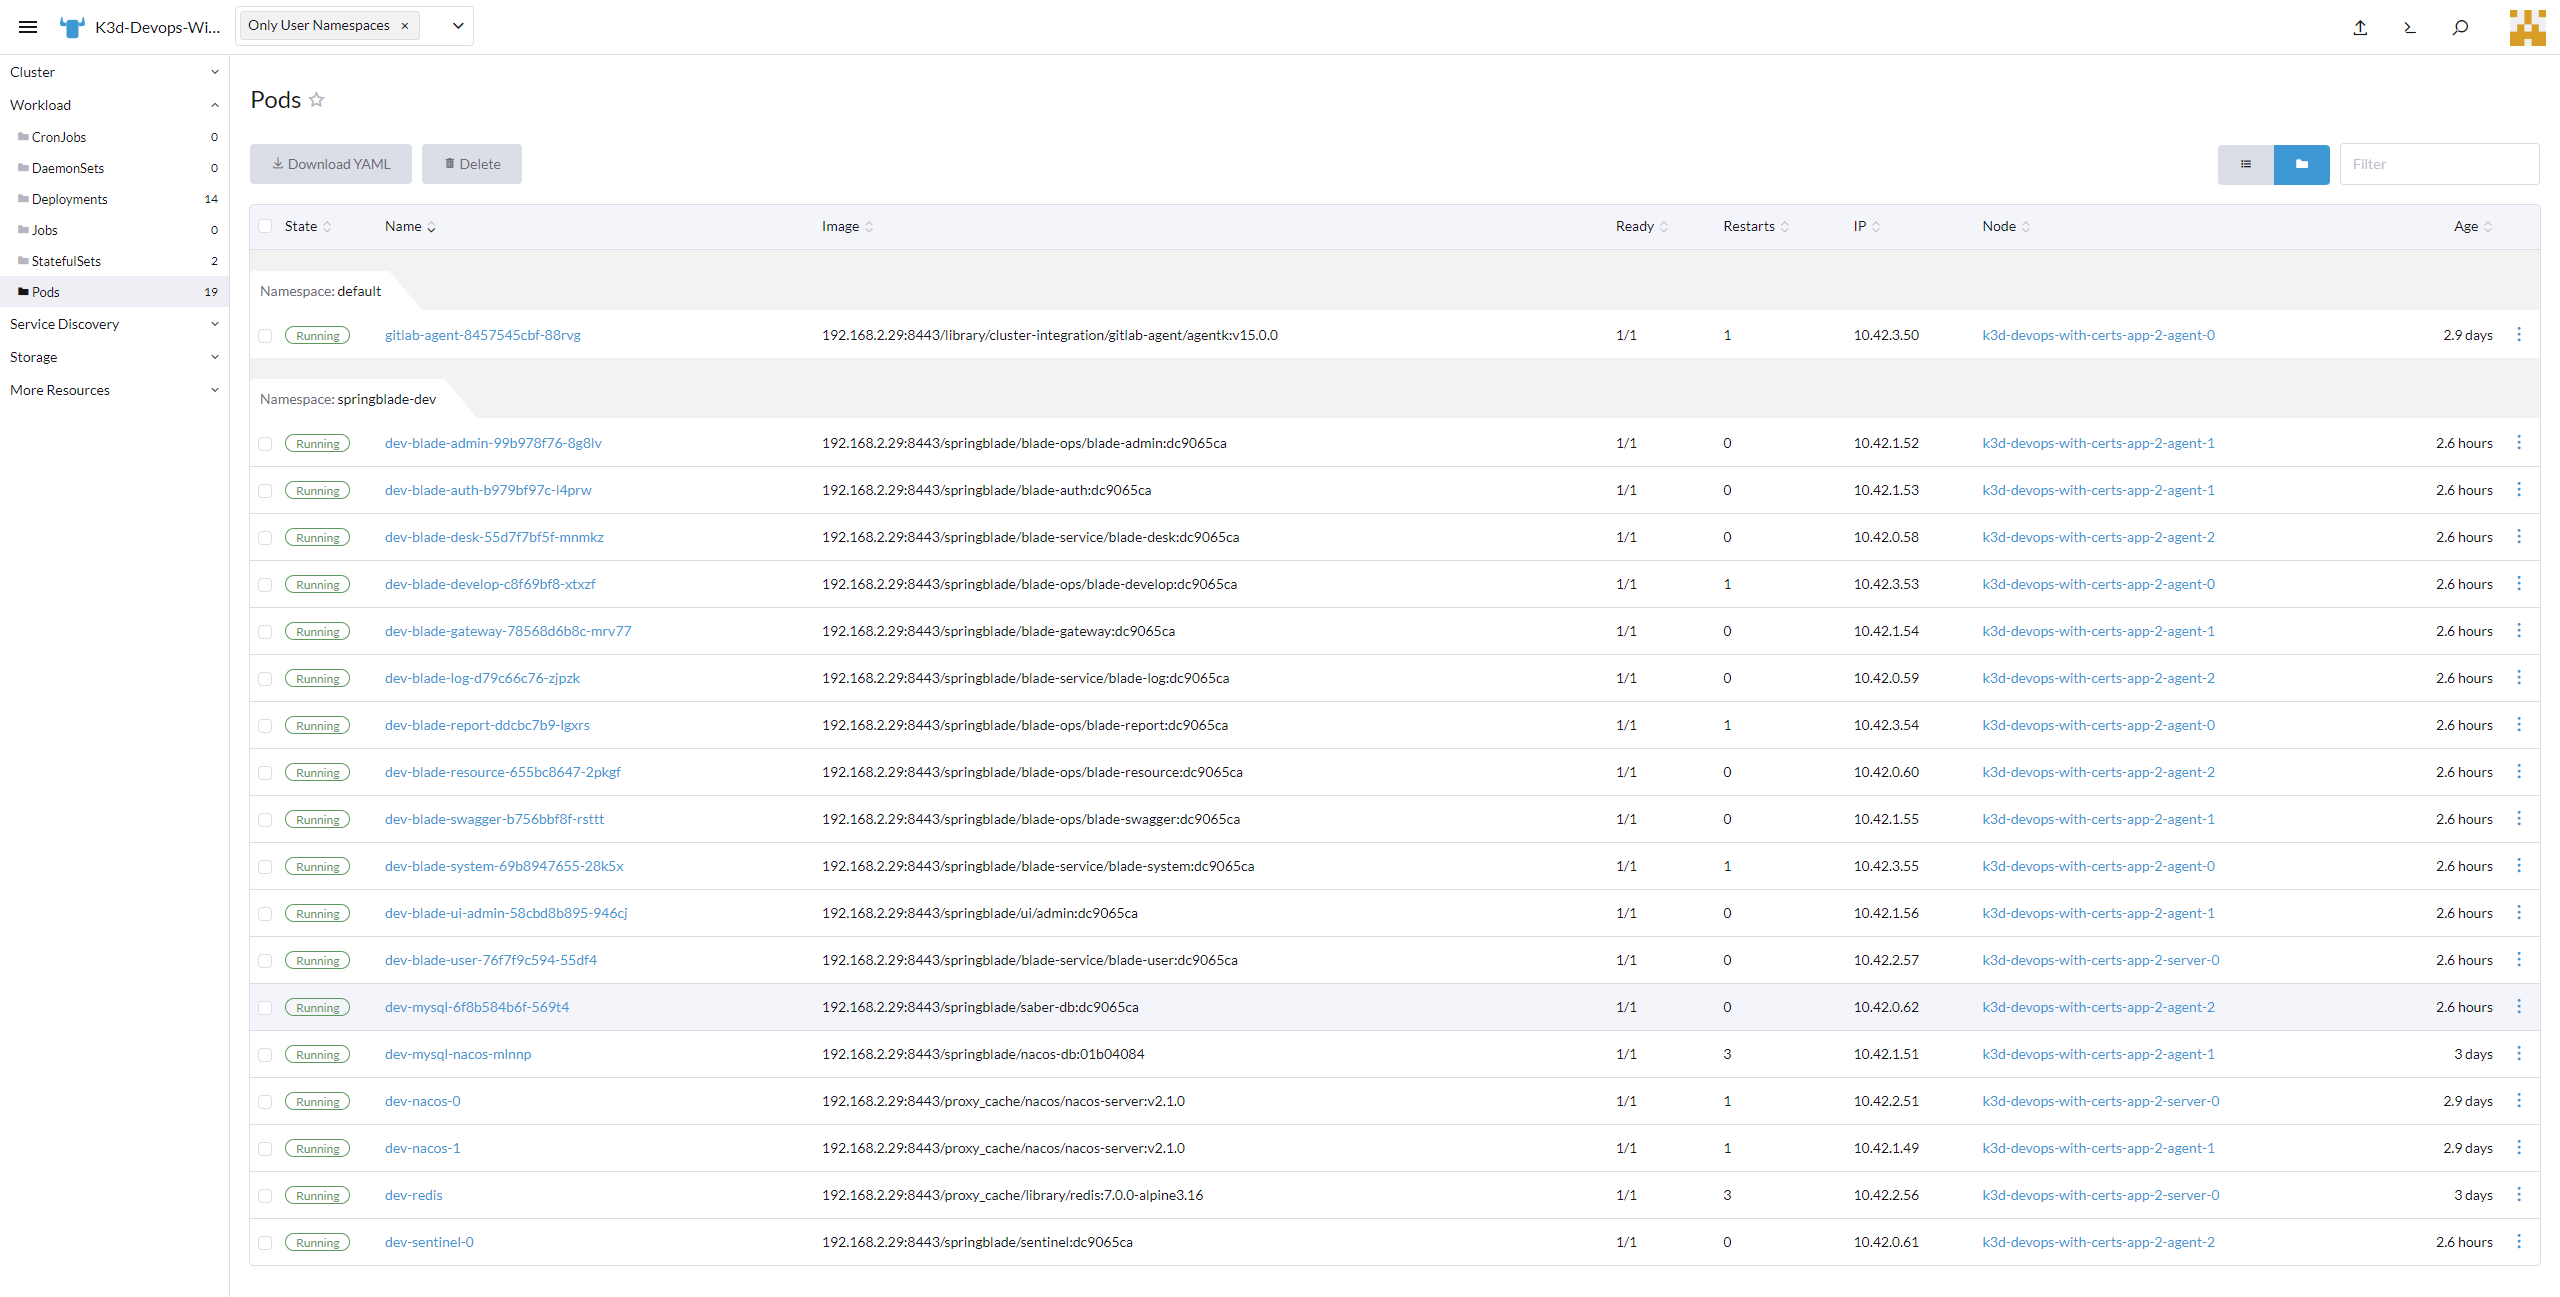 K3d-Devops-Wi...
Only User Namespaces ×
Cluster
Workload
CronJobs 0
DaemonSets 0
Deployments 14
Jobs 0
StatefulSets 2
Pods 19
Service Discovery
Storage
More Resources
Pods
Download YAML
Delete
Filter
State Name Image Ready Restarts IP Node Age
Namespace: default
Running gitlab-agent-8457545cbf-88rvg 192.168.2.29:8443/library/cluster-integration/gitlab-agent/agentk:v15.0.0 1/1 1 10.42.3.50 k3d-devops-with-certs-app-2-agent-0 2.9 days
Namespace: springblade-dev
Running dev-blade-admin-99b978f76-8g8lv 192.168.2.29:8443/springblade/blade-ops/blade-admin:dc9065ca 1/1 0 10.42.1.52 k3d-devops-with-certs-app-2-agent-1 2.6 hours
Running dev-blade-auth-b979bf97c-l4prw 192.168.2.29:8443/springblade/blade-auth:dc9065ca 1/1 0 10.42.1.53 k3d-devops-with-certs-app-2-agent-1 2.6 hours
Running dev-blade-desk-55d7f7bf5f-mnmkz 192.168.2.29:8443/springblade/blade-service/blade-desk:dc9065ca 1/1 0 10.42.0.58 k3d-devops-with-certs-app-2-agent-2 2.6 hours
Running dev-blade-develop-c8f69bf8-xtxzf 192.168.2.29:8443/springblade/blade-ops/blade-develop:dc9065ca 1/1 1 10.42.3.53 k3d-devops-with-certs-app-2-agent-0 2.6 hours
Running dev-blade-gateway-78568d6b8c-mrv77 192.168.2.29:8443/springblade/blade-gateway:dc9065ca 1/1 0 10.42.1.54 k3d-devops-with-certs-app-2-agent-1 2.6 hours
Running dev-blade-log-d79c66c76-zjpzk 192.168.2.29:8443/springblade/blade-service/blade-log:dc9065ca 1/1 0 10.42.0.59 k3d-devops-with-certs-app-2-agent-2 2.6 hours
Running dev-blade-report-ddcbc7b9-lgxrs 192.168.2.29:8443/springblade/blade-ops/blade-report:dc9065ca 1/1 1 10.42.3.54 k3d-devops-with-certs-app-2-agent-0 2.6 hours
Running dev-blade-resource-655bc8647-2pkgf 192.168.2.29:8443/springblade/blade-ops/blade-resource:dc9065ca 1/1 0 10.42.0.60 k3d-devops-with-certs-app-2-agent-2 2.6 hours
Running dev-blade-swagger-b756bbf8f-rsttt 192.168.2.29:8443/springblade/blade-ops/blade-swagger:dc9065ca 1/1 0 10.42.1.55 k3d-devops-with-certs-app-2-agent-1 2.6 hours
Running dev-blade-system-69b8947655-28k5x 192.168.2.29:8443/springblade/blade-service/blade-system:dc9065ca 1/1 1 10.42.3.55 k3d-devops-with-certs-app-2-agent-0 2.6 hours
Running dev-blade-ui-admin-58cbd8b895-946cj 192.168.2.29:8443/springblade/ui/admin:dc9065ca 1/1 0 10.42.1.56 k3d-devops-with-certs-app-2-agent-1 2.6 hours
Running dev-blade-user-76f7f9c594-55df4 192.168.2.29:8443/springblade/blade-service/blade-user:dc9065ca 1/1 0 10.42.2.57 k3d-devops-with-certs-app-2-server-0 2.6 hours
Running dev-mysql-6f8b584b6f-569t4 192.168.2.29:8443/springblade/saber-db:dc9065ca 1/1 0 10.42.0.62 k3d-devops-with-certs-app-2-agent-2 2.6 hours
Running dev-mysql-nacos-mlnnp 192.168.2.29:8443/springblade/nacos-db:01b04084 1/1 3 10.42.1.51 k3d-devops-with-certs-app-2-agent-1 3 days
Running dev-nacos-0 192.168.2.29:8443/proxy_cache/nacos/nacos-server:v2.1.0 1/1 1 10.42.2.51 k3d-devops-with-certs-app-2-server-0 2.9 days
Running dev-nacos-1 192.168.2.29:8443/proxy_cache/nacos/nacos-server:v2.1.0 1/1 1 10.42.1.49 k3d-devops-with-certs-app-2-agent-1 2.9 days
Running dev-redis 192.168.2.29:8443/proxy_cache/library/redis:7.0.0-alpine3.16 1/1 3 10.42.2.56 k3d-devops-with-certs-app-2-server-0 3 days
Running dev-sentinel-0 192.168.2.29:8443/springblade/sentinel:dc9065ca 1/1 0 10.42.0.61 k3d-devops-with-certs-app-2-agent-2 2.6 hours